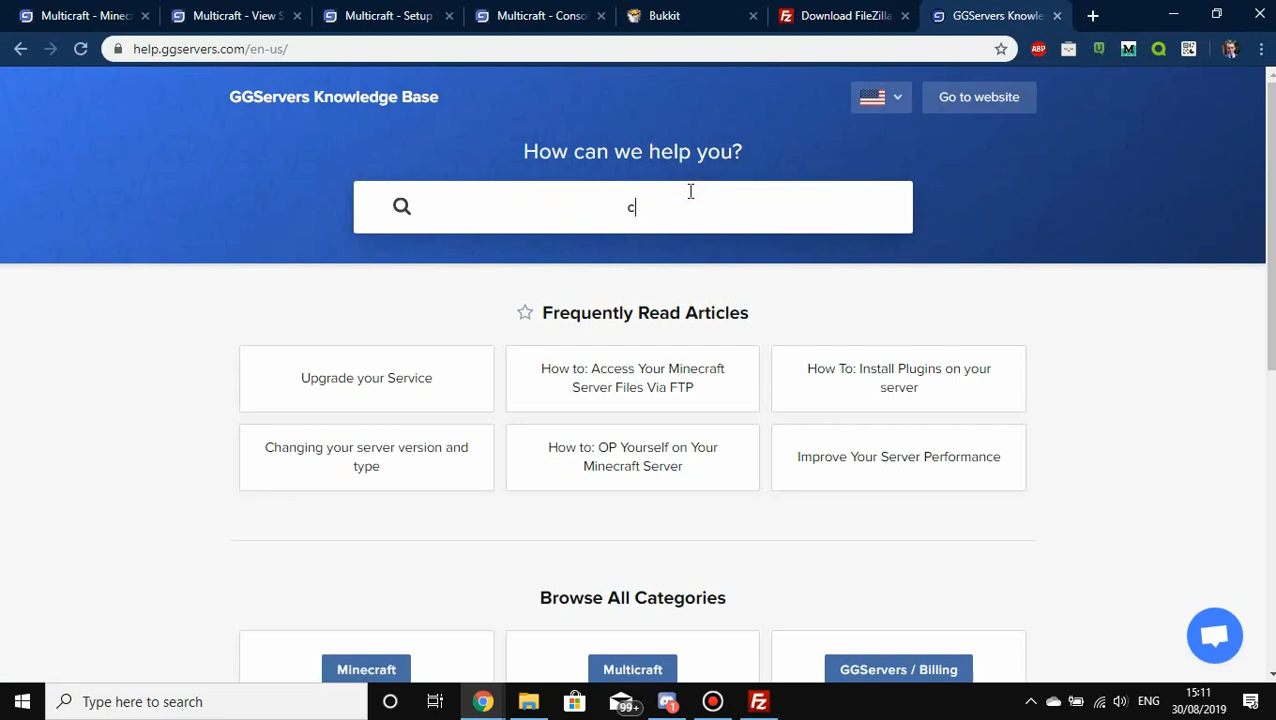 Multicraft - Minec
Multicraft - View S
Multicraft - Setup
Multicraft - Conso
Bukkit
Download FileZilla
GGServers Knowle
help.ggservers.com/en-us/
ABP
GGServers Knowledge Base
Go to website
How can we help you?
c
Frequently Read Articles
Upgrade your Service
How to: Access Your Minecraft
Server Files Via FTP
How To: Install Plugins on your
server
Changing your server version and
type
How to: OP Yourself on Your
Minecraft Server
Improve Your Server Performance
Browse All Categories
Minecraft
Multicraft
GGServers / Billing
Type here to search
99+
1
ENG
15:11
30/08/2019